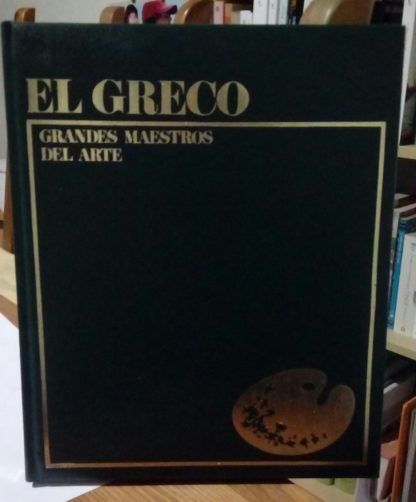 EL GRECO
GRANDES MAESTROS
DEL ARTE